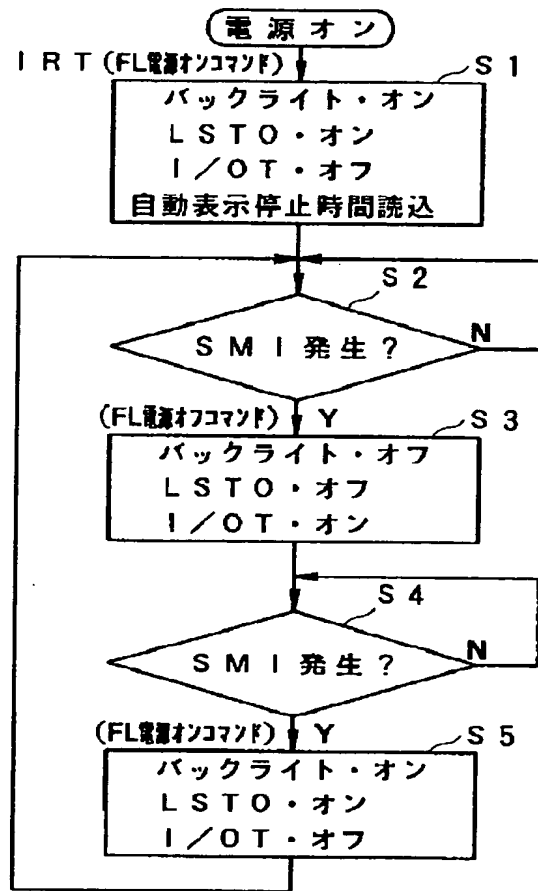 電源オン
IRT(FL電源オンコマンド)
S1
バックライト・オン
LSTO・オン
I/OT・オフ
自動表示停止時間読込
S2
SMI発生?
N
(FL電源オフコマンド) Y
S3
バックライト・オフ
LSTO・オフ
I/OT・オン
S4
SMI発生?
N
(FL電源オンコマンド) Y
S5
バックライト・オン
LSTO・オン
I/OT・オフ